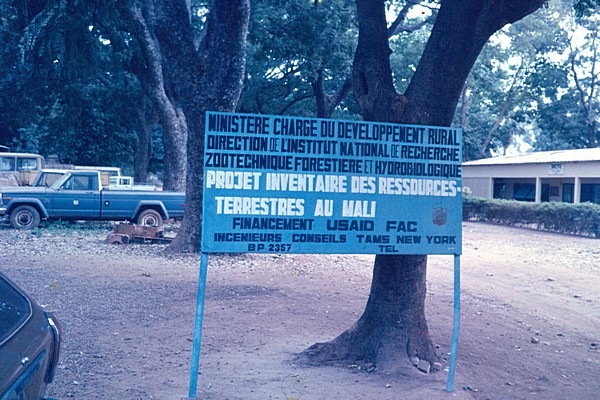 MINISTERE CHARGE DU DEVELOPPEMENT RURAL
DIRECTION DE L'INSTITUT NATIONAL DE RECHERCHE
ZOOTECHNIQUE FORESTIERE ET HYDROBIOLOGIQUE
PROJET INVENTAIRE DES RESSOURCES
TERRESTRES AU MALI
FINANCEMENT USAID FAC
INGENIEURS CONSEILS TAMS NEW YORK
B.P. 2357 TEL